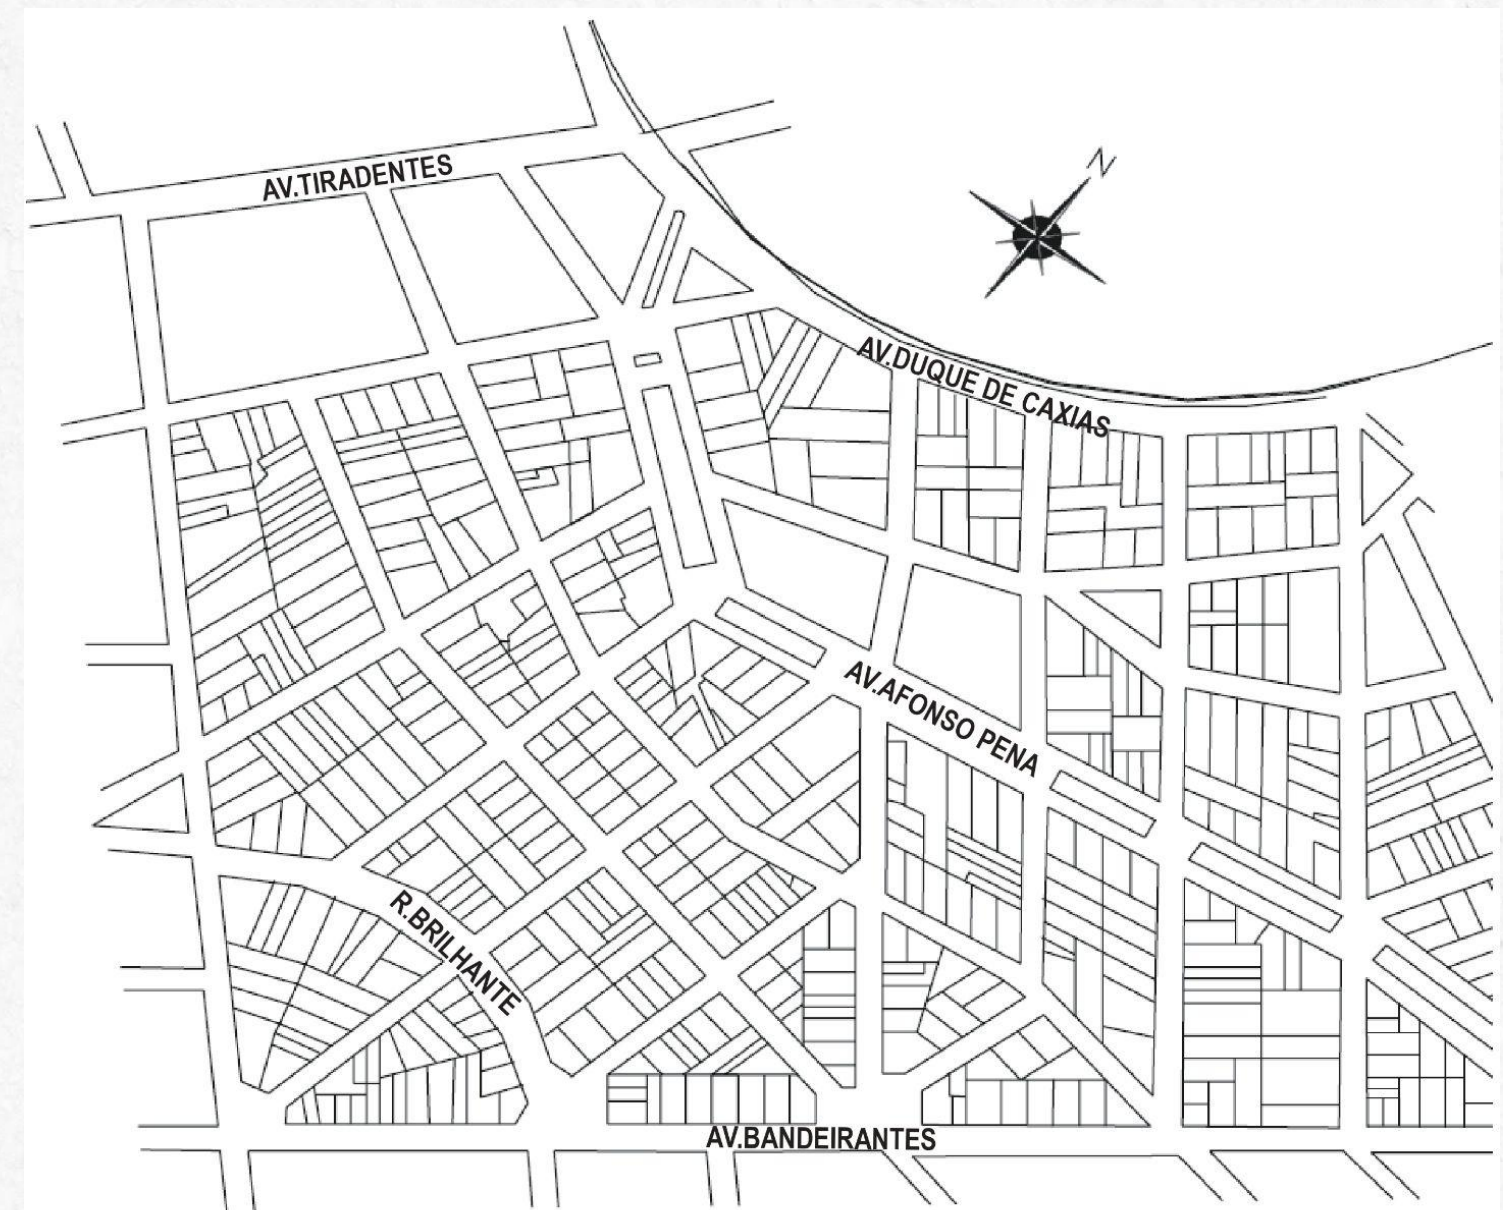 AV.TIRADENTES
N
AV.DUQUE DE CAXIAS
AV.AFONSO PENA
R.BRILHANTE
AV.BANDEIRANTES